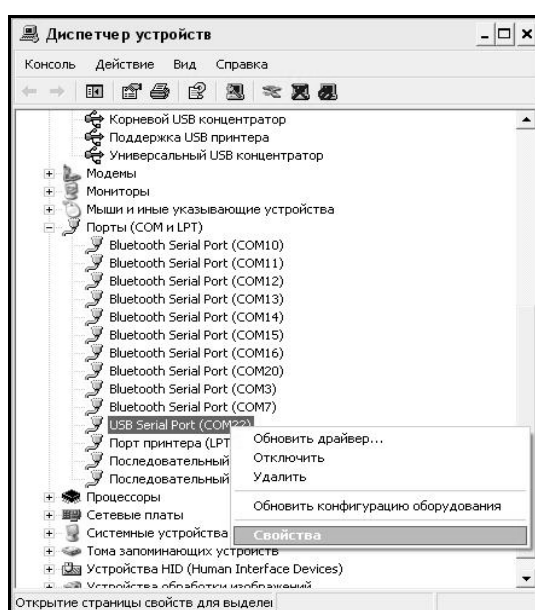 Диспетчер устройств
Консоль Действие Вид Справка
Корневой USB концентратор
Поддержка USB принтера
Универсальный USB концентратор
Модемы
Мониторы
Мыши и иные указывающие устройства
Порты (COM и LPT)
Bluetooth Serial Port (COM10)
Bluetooth Serial Port (COM11)
Bluetooth Serial Port (COM12)
Bluetooth Serial Port (COM13)
Bluetooth Serial Port (COM14)
Bluetooth Serial Port (COM15)
Bluetooth Serial Port (COM16)
Bluetooth Serial Port (COM20)
Bluetooth Serial Port (COM3)
Bluetooth Serial Port (COM7)
USB Serial Port (COM22)
Порт принтера (LPT
Последовательный
Последовательный
Обновить драйвер...
Отключить
Удалить
Обновить конфигурацию оборудования
Свойства
Процессоры
Сетевые платы
Системные устройства
Тома запоминающих устройств
Устройства HID (Human Interface Devices)
Устройства обработки изображений
Открытие страницы свойств для выделен